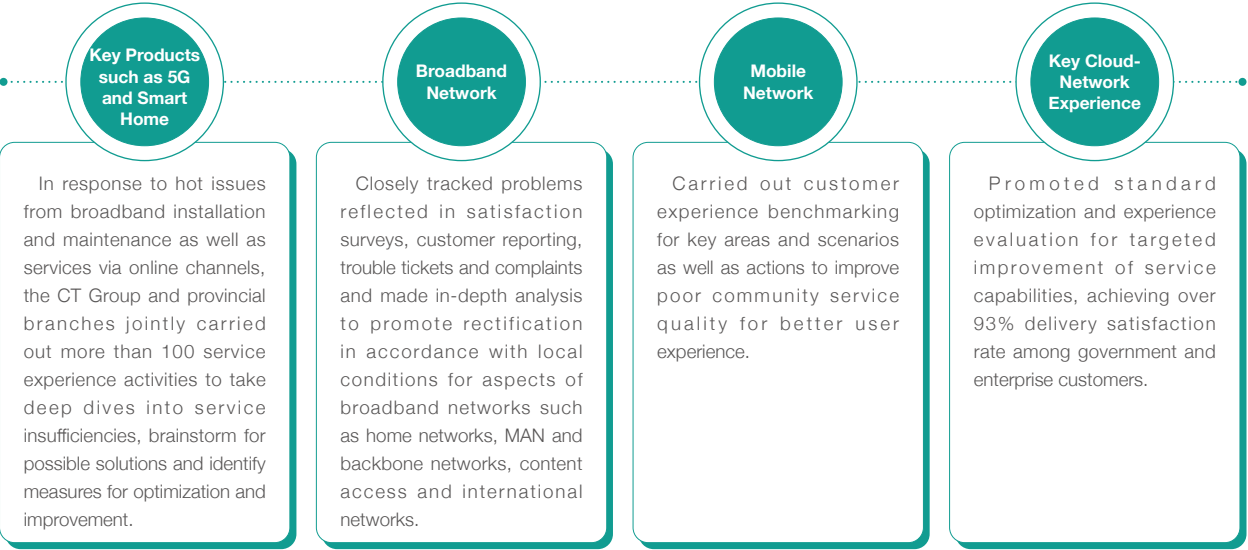 Key Products
such as 5G
and Smart
Home
In response to hot issues
from broadband installation
and maintenance as well as
services via online channels,
the CT Group and provincial
branches jointly carried
out more than 100 service
experience activities to take
deep dives into service
insufficiencies, brainstorm for
possible solutions and identify
measures for optimization and
improvement.
Broadband
Network
Closely tracked problems
reflected in satisfaction
surveys, customer reporting,
trouble tickets and complaints
and made in-depth analysis
to promote rectification
in accordance with local
conditions for aspects of
broadband networks such
as home networks, MAN and
backbone networks, content
access and international
networks.
Mobile
Network
Carried out customer
experience benchmarking
for key areas and scenarios
as well as actions to improve
poor community service
quality for better user
experience.
Key Cloud-
Network
Experience
Promoted standard
optimization and experience
evaluation for targeted
improvement of service
capabilities, achieving over
93% delivery satisfaction
rate among government and
enterprise customers.